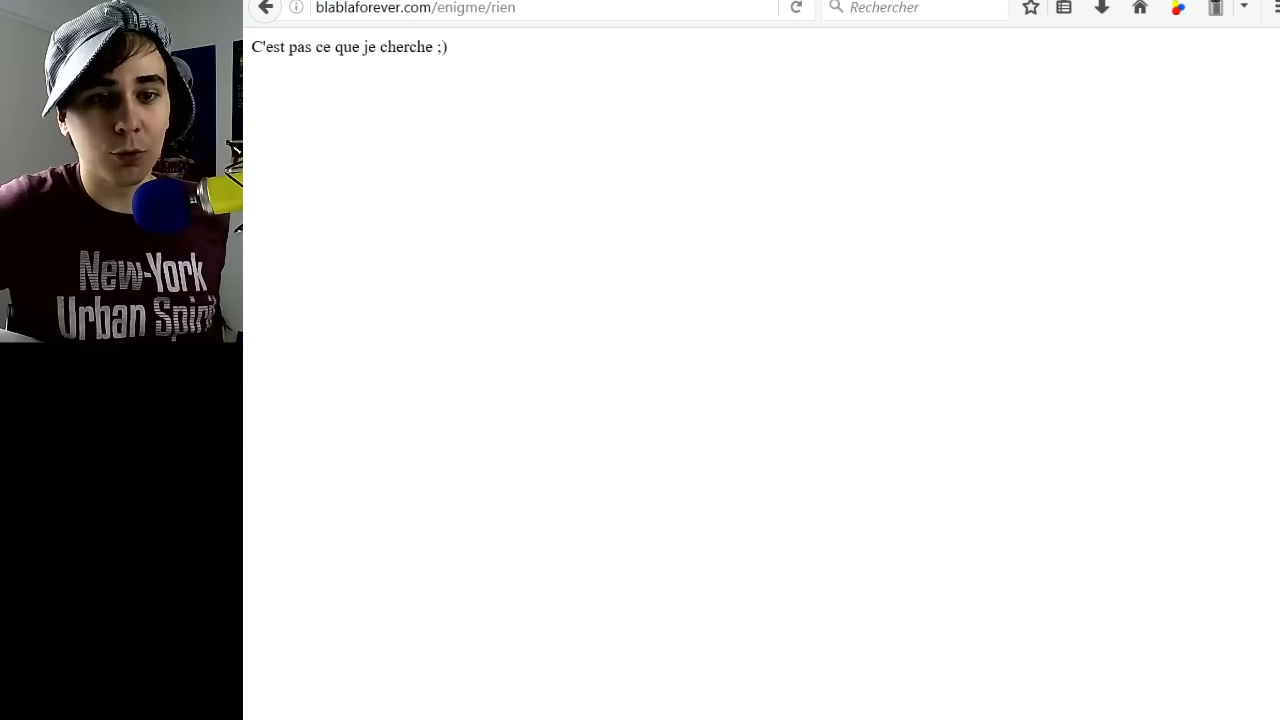 blablaforever.com/enigme/rien
Rechercher
C'est pas ce que je cherche ;)
New-York
Urban Spirit